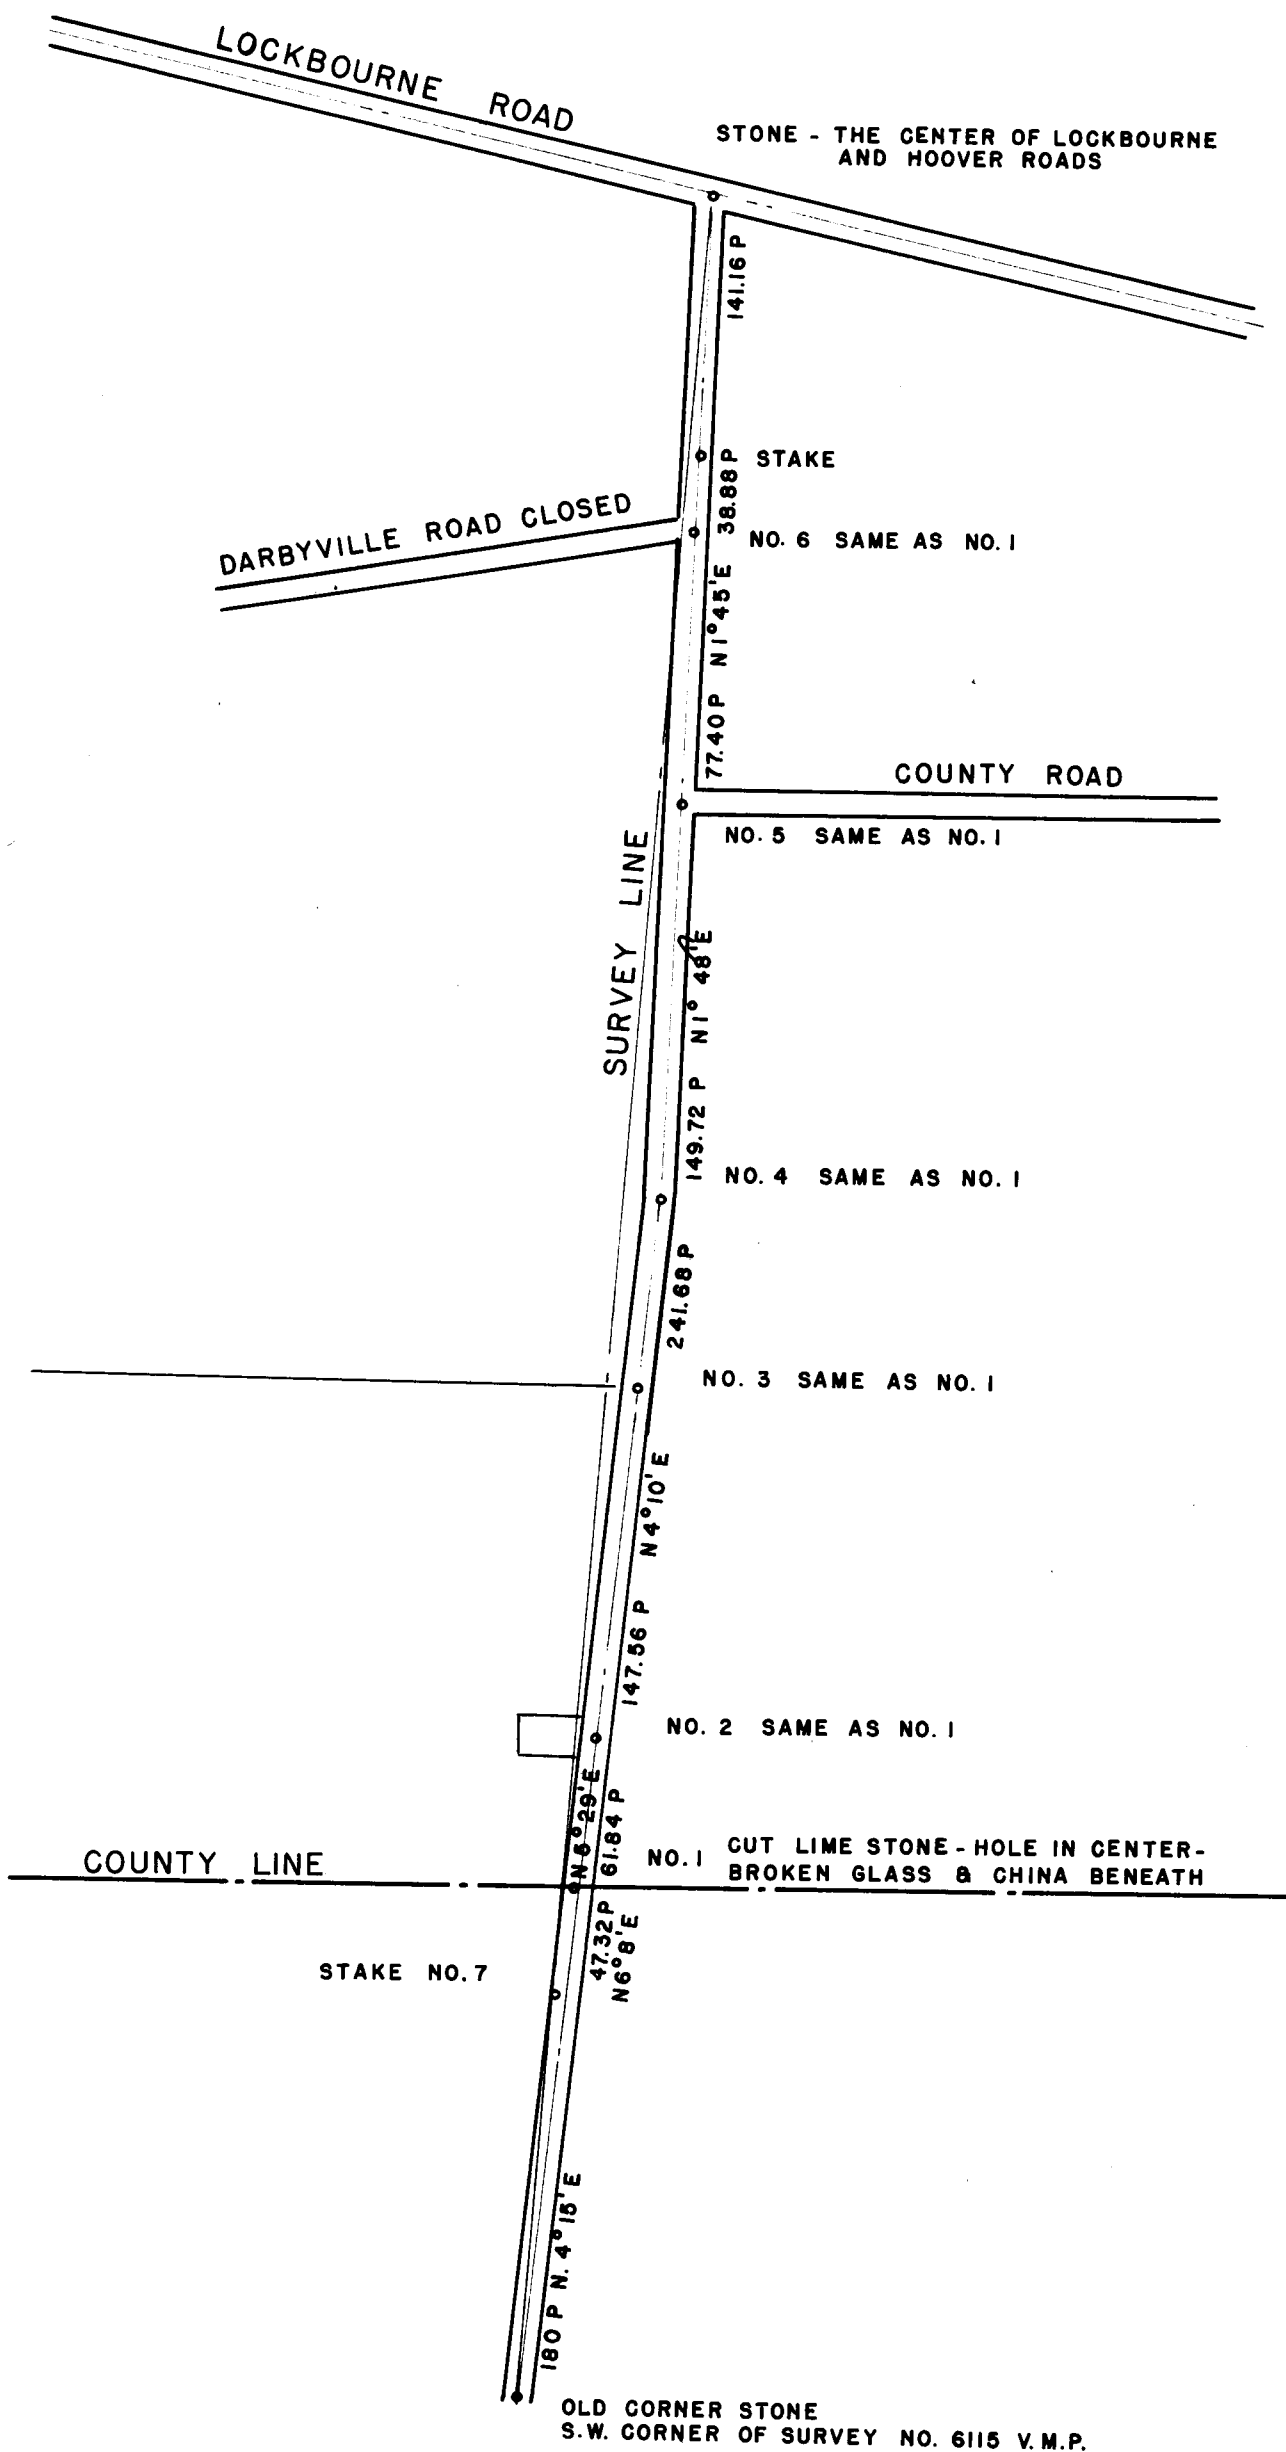 LOCKBOURNE ROAD
STONE - THE CENTER OF LOCKBOURNE
AND HOOVER ROADS
141.16 P
STAKE
38.88 P
DARBYVILLE ROAD CLOSED
NO. 6 SAME AS NO. 1
77.40 P N 1° 45' E
COUNTY ROAD
NO. 5 SAME AS NO. 1
SURVEY LINE
149.72 P N 1° 48' E
NO. 4 SAME AS NO. 1
241.68 P
NO. 3 SAME AS NO. 1
147.56 P N 4° 10' E
NO. 2 SAME AS NO. 1
N 5° 29' E
61.84 P
COUNTY LINE
NO. 1 CUT LIME STONE - HOLE IN CENTER -
BROKEN GLASS & CHINA BENEATH
47.32 P
N 6° 8' E
STAKE NO. 7
180 P N. 4° 15' E
OLD CORNER STONE
S.W. CORNER OF SURVEY NO. 6115 V.M.P.